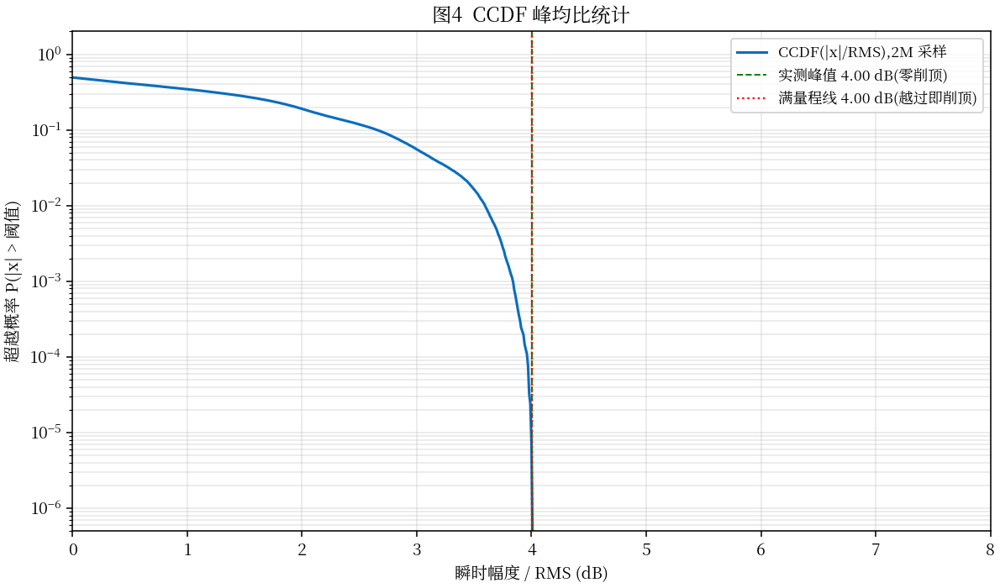 图4 CCDF 峰均比统计
CCDF(|x|/RMS),2M 采样
实测峰值 4.00 dB(零削顶)
满量程线 4.00 dB(越过即削顶)
超越概率 P(|x| > 阈值)
10⁰
10⁻¹
10⁻²
10⁻³
10⁻⁴
10⁻⁵
10⁻⁶
0 1 2 3 4 5 6 7 8
瞬时幅度 / RMS (dB)